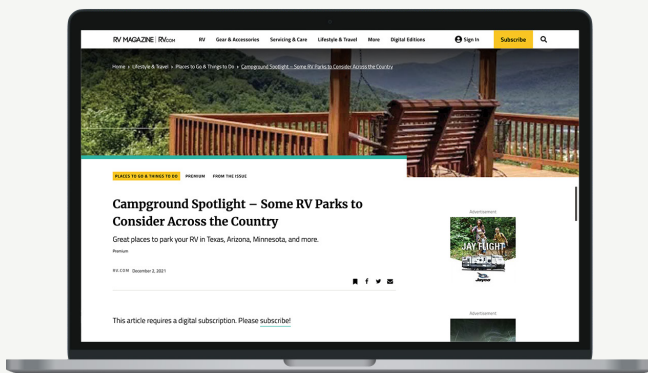 RV MAGAZINE RV.COM RV Gear & Accessories Servicing & Care Lifestyle & Travel More Digital Editions Sign In Subscribe
Home › Lifestyle & Travel › Places to Go & Things to Do › Campground Spotlight – Some RV Parks to Consider Across the Country
PLACES TO GO & THINGS TO DO PREMIUM FROM THE ISSUE
Campground Spotlight – Some RV Parks to
Consider Across the Country
Great places to park your RV in Texas, Arizona, Minnesota, and more.
Premium
RV.COM December 2, 2021
This article requires a digital subscription. Please subscribe!
Advertisement
JAY FLIGHT
Jayco
Advertisement